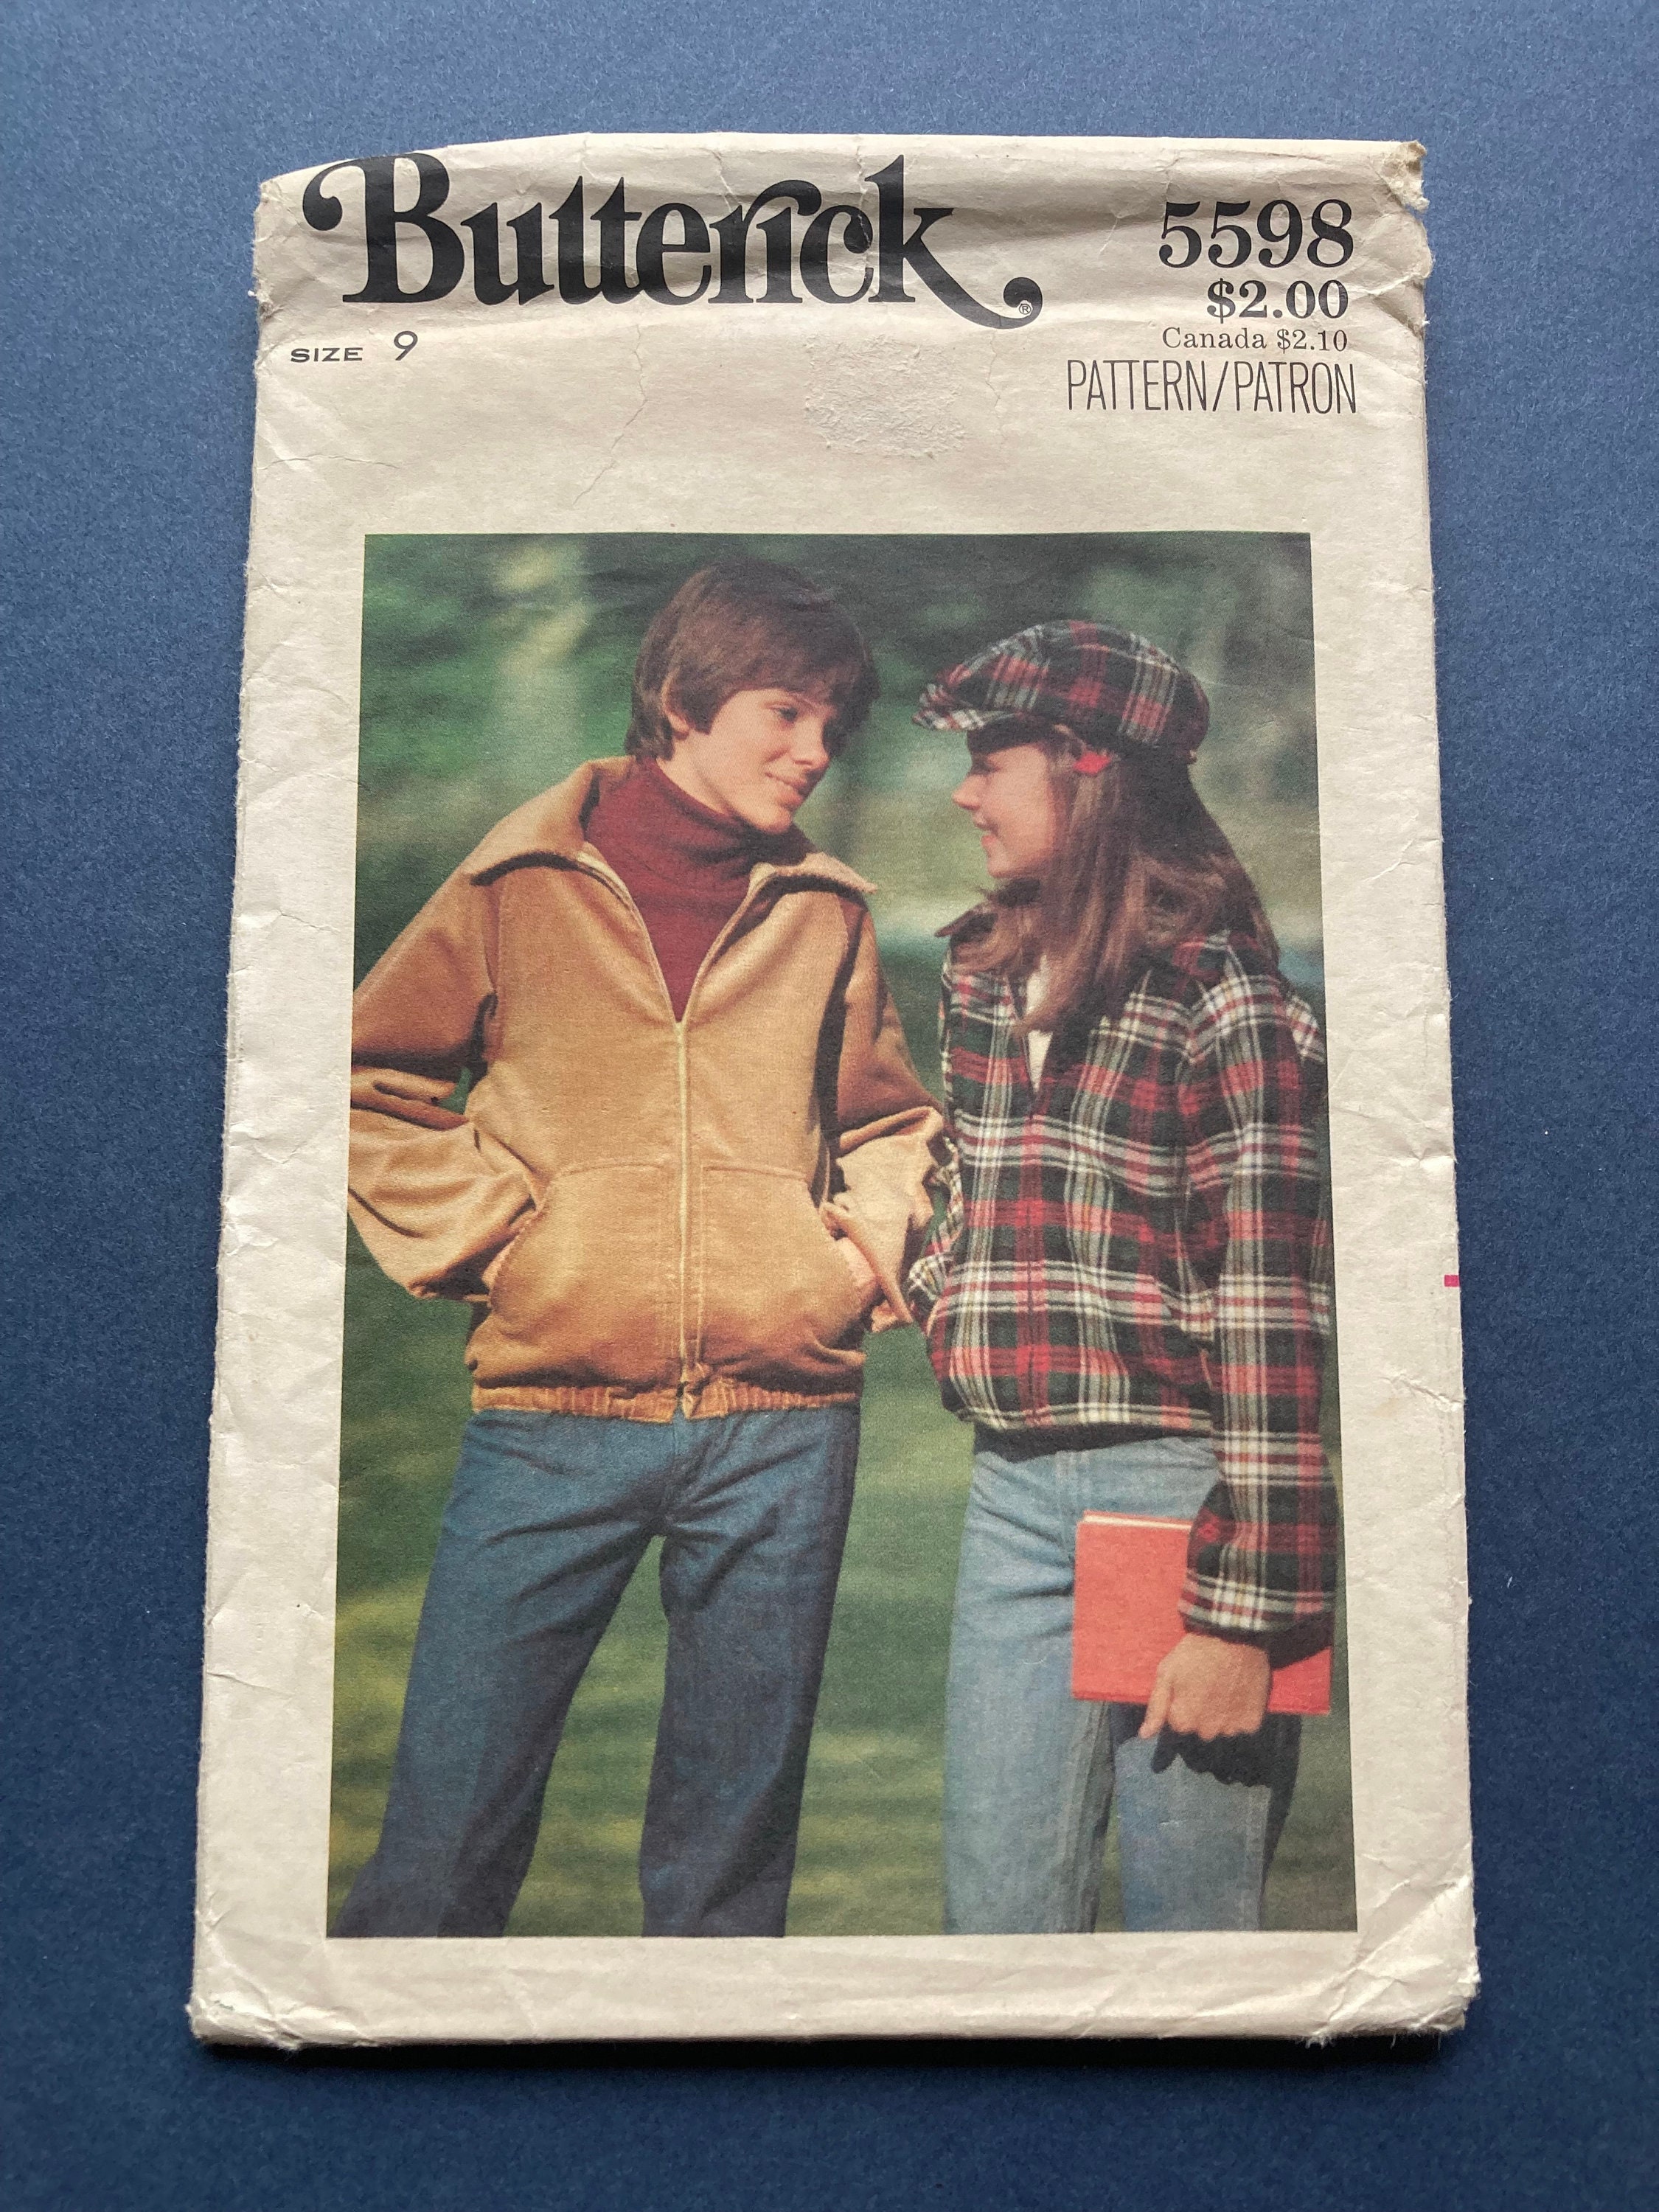 Butterick®
5598
$2.00
Canada $2.10
SIZE 9
PATTERN/PATRON